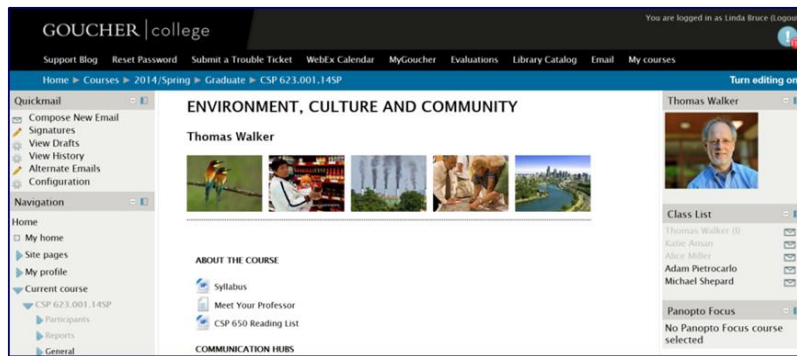 You are logged in as Linda Bruce (Logout
GOUCHER | college
Support Blog Reset Password Submit a Trouble Ticket WebEx Calendar MyGoucher Evaluations Library Catalog Email My courses
Home ► Courses ► 2014/Spring ► Graduate ► CSP 623.001.14SP
Turn editing on
Quickmail
Compose New Email
Signatures
View Drafts
View History
Alternate Emails
Configuration
Navigation
Home
My home
Site pages
My profile
Current course
CSP 623.001.14SP
Participants
Reports
General
ENVIRONMENT, CULTURE AND COMMUNITY
Thomas Walker
ABOUT THE COURSE
Syllabus
Meet Your Professor
CSP 650 Reading List
COMMUNICATION HUBS
Thomas Walker
Class List
Thomas Walker (I)
Katie Aman
Alice Miller
Adam Pietrocarlo
Michael Shepard
Panopto Focus
No Panopto Focus course
selected